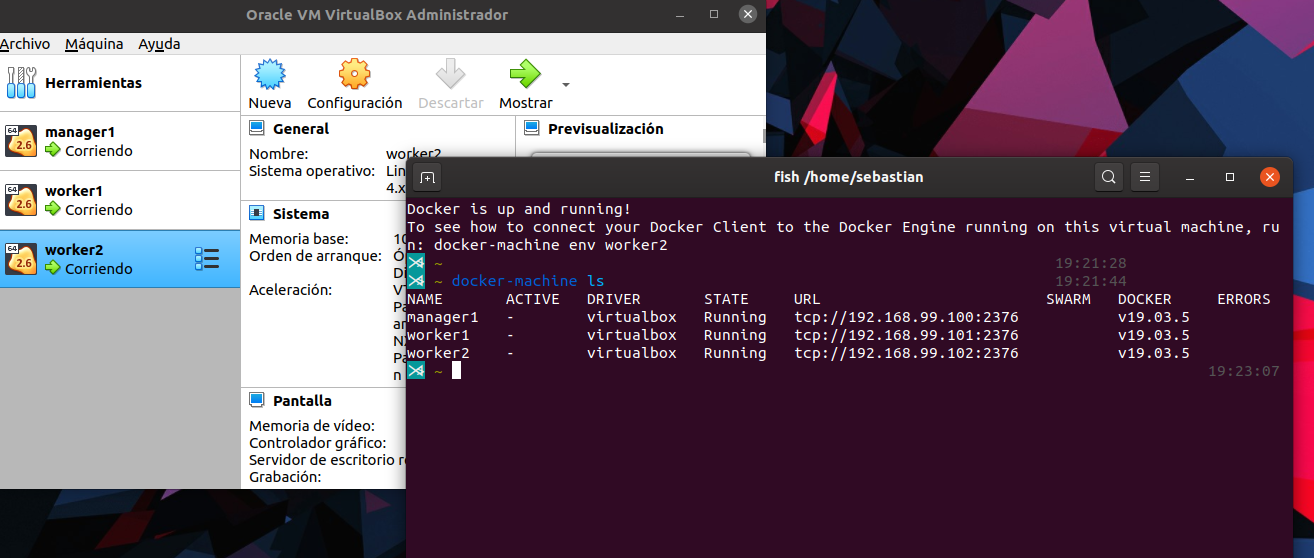 Oracle VM VirtualBox Administrador
Archivo Máquina Ayuda
Herramientas
Nueva Configuración Descartar Mostrar
64
2.6
manager1
Corriendo
64
2.6
worker1
Corriendo
64
2.6
worker2
Corriendo
General
Nombre: worker2
Sistema operativo: Lin
4.x
Previsualización
Sistema
Memoria base: 10
Orden de arranque:
Di
Aceleración: VT
Pa
an
N
Pa
n
Pantalla
Memoria de vídeo:
Controlador gráfico:
Servidor de escritorio r
Grabación:
fish /home/sebastian
Docker is up and running!
To see how to connect your Docker Client to the Docker Engine running on this virtual machine, ru
n: docker-machine env worker2
~ 19:21:28
~ docker-machine ls 19:21:44
NAME ACTIVE DRIVER STATE URL SWARM DOCKER ERRORS
manager1 - virtualbox Running tcp://192.168.99.100:2376 v19.03.5
worker1 - virtualbox Running tcp://192.168.99.101:2376 v19.03.5
worker2 - virtualbox Running tcp://192.168.99.102:2376 v19.03.5
~ 19:23:07